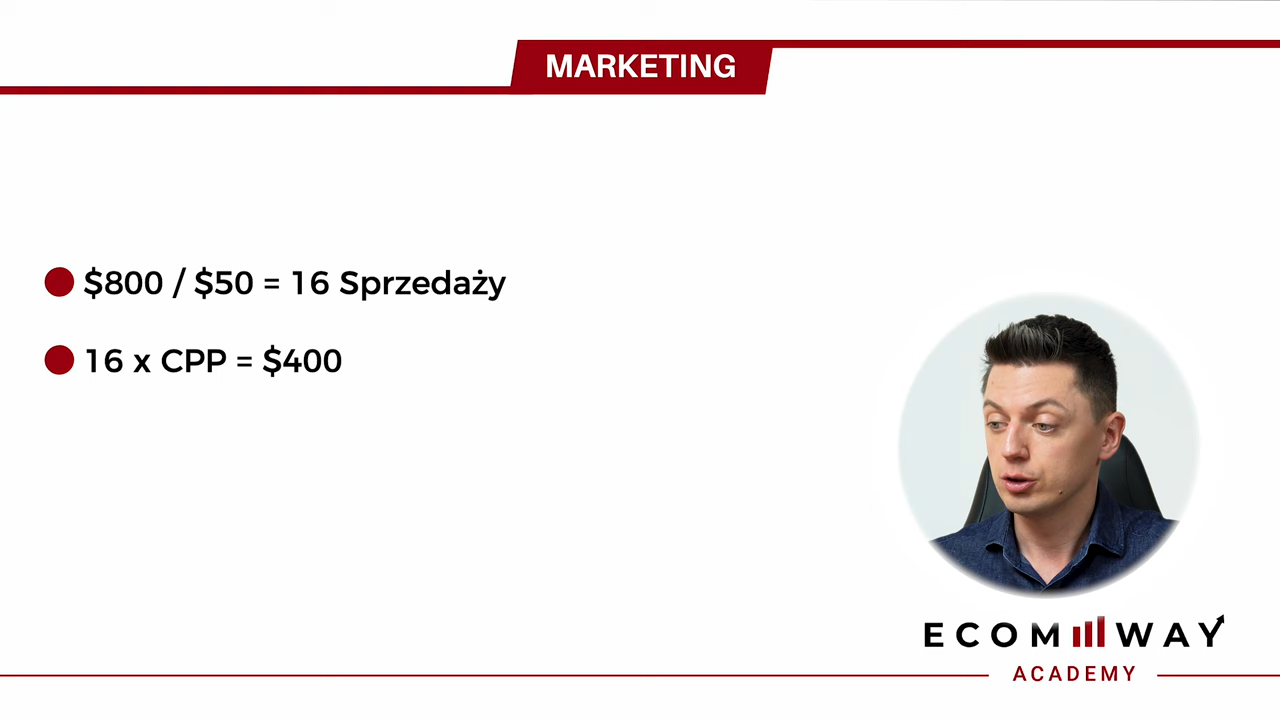 MARKETING
$800 / $50 = 16 Sprzedaży
16 x CPP = $400
ECOM WAY
ACADEMY